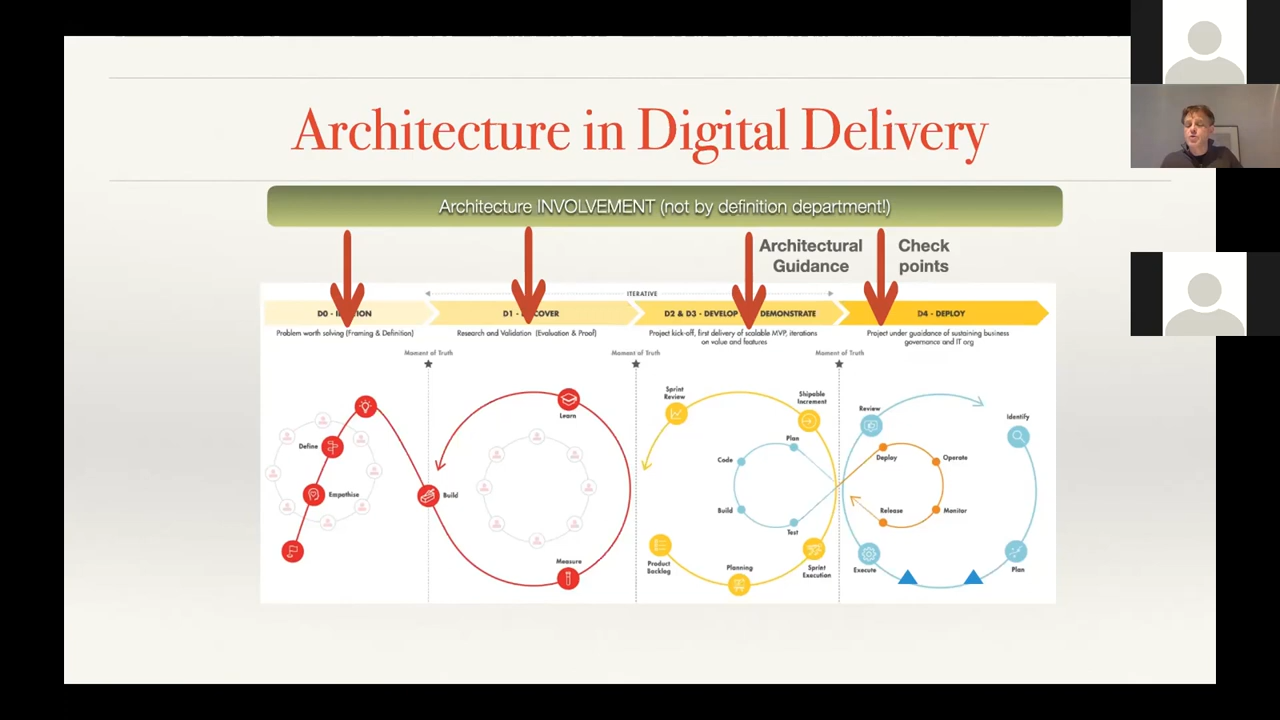 Architecture in Digital Delivery
Architecture INVOLVEMENT (not by definition department!)
Architectural
Guidance
Check
points
ITERATIVE
D0 -
D1 -
D2 & D3 - DEVELOP
DEMONSTRATE
D4 - DEPLOY
Problem worth solving (Framing & Definition)
Research and Validation (Evaluation & Proof)
Project kick-off, first delivery of scalable MVP, iterations
on value and features
Project under guaidance of sustaining business
governance and IT org
Moment of Truth
Moment of Truth
Moment of Truth
Define
Empathise
Build
Learn
Measure
Sprint
Review
Shipable
Increment
Plan
Code
Build
Test
Product
Backlog
Planning
Sprint
Execution
Review
Identify
Deploy
Operate
Release
Monitor
Execute
Plan